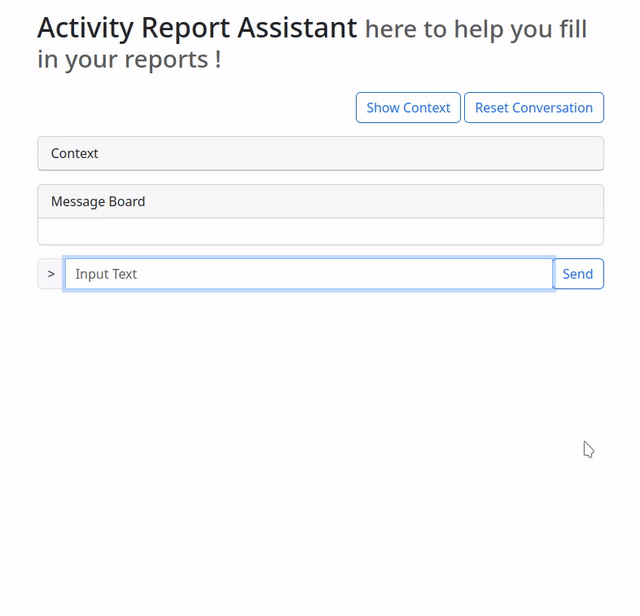 Activity Report Assistant here to help you fill
in your reports !
Show Context Reset Conversation
Context
Message Board
> Input Text Send